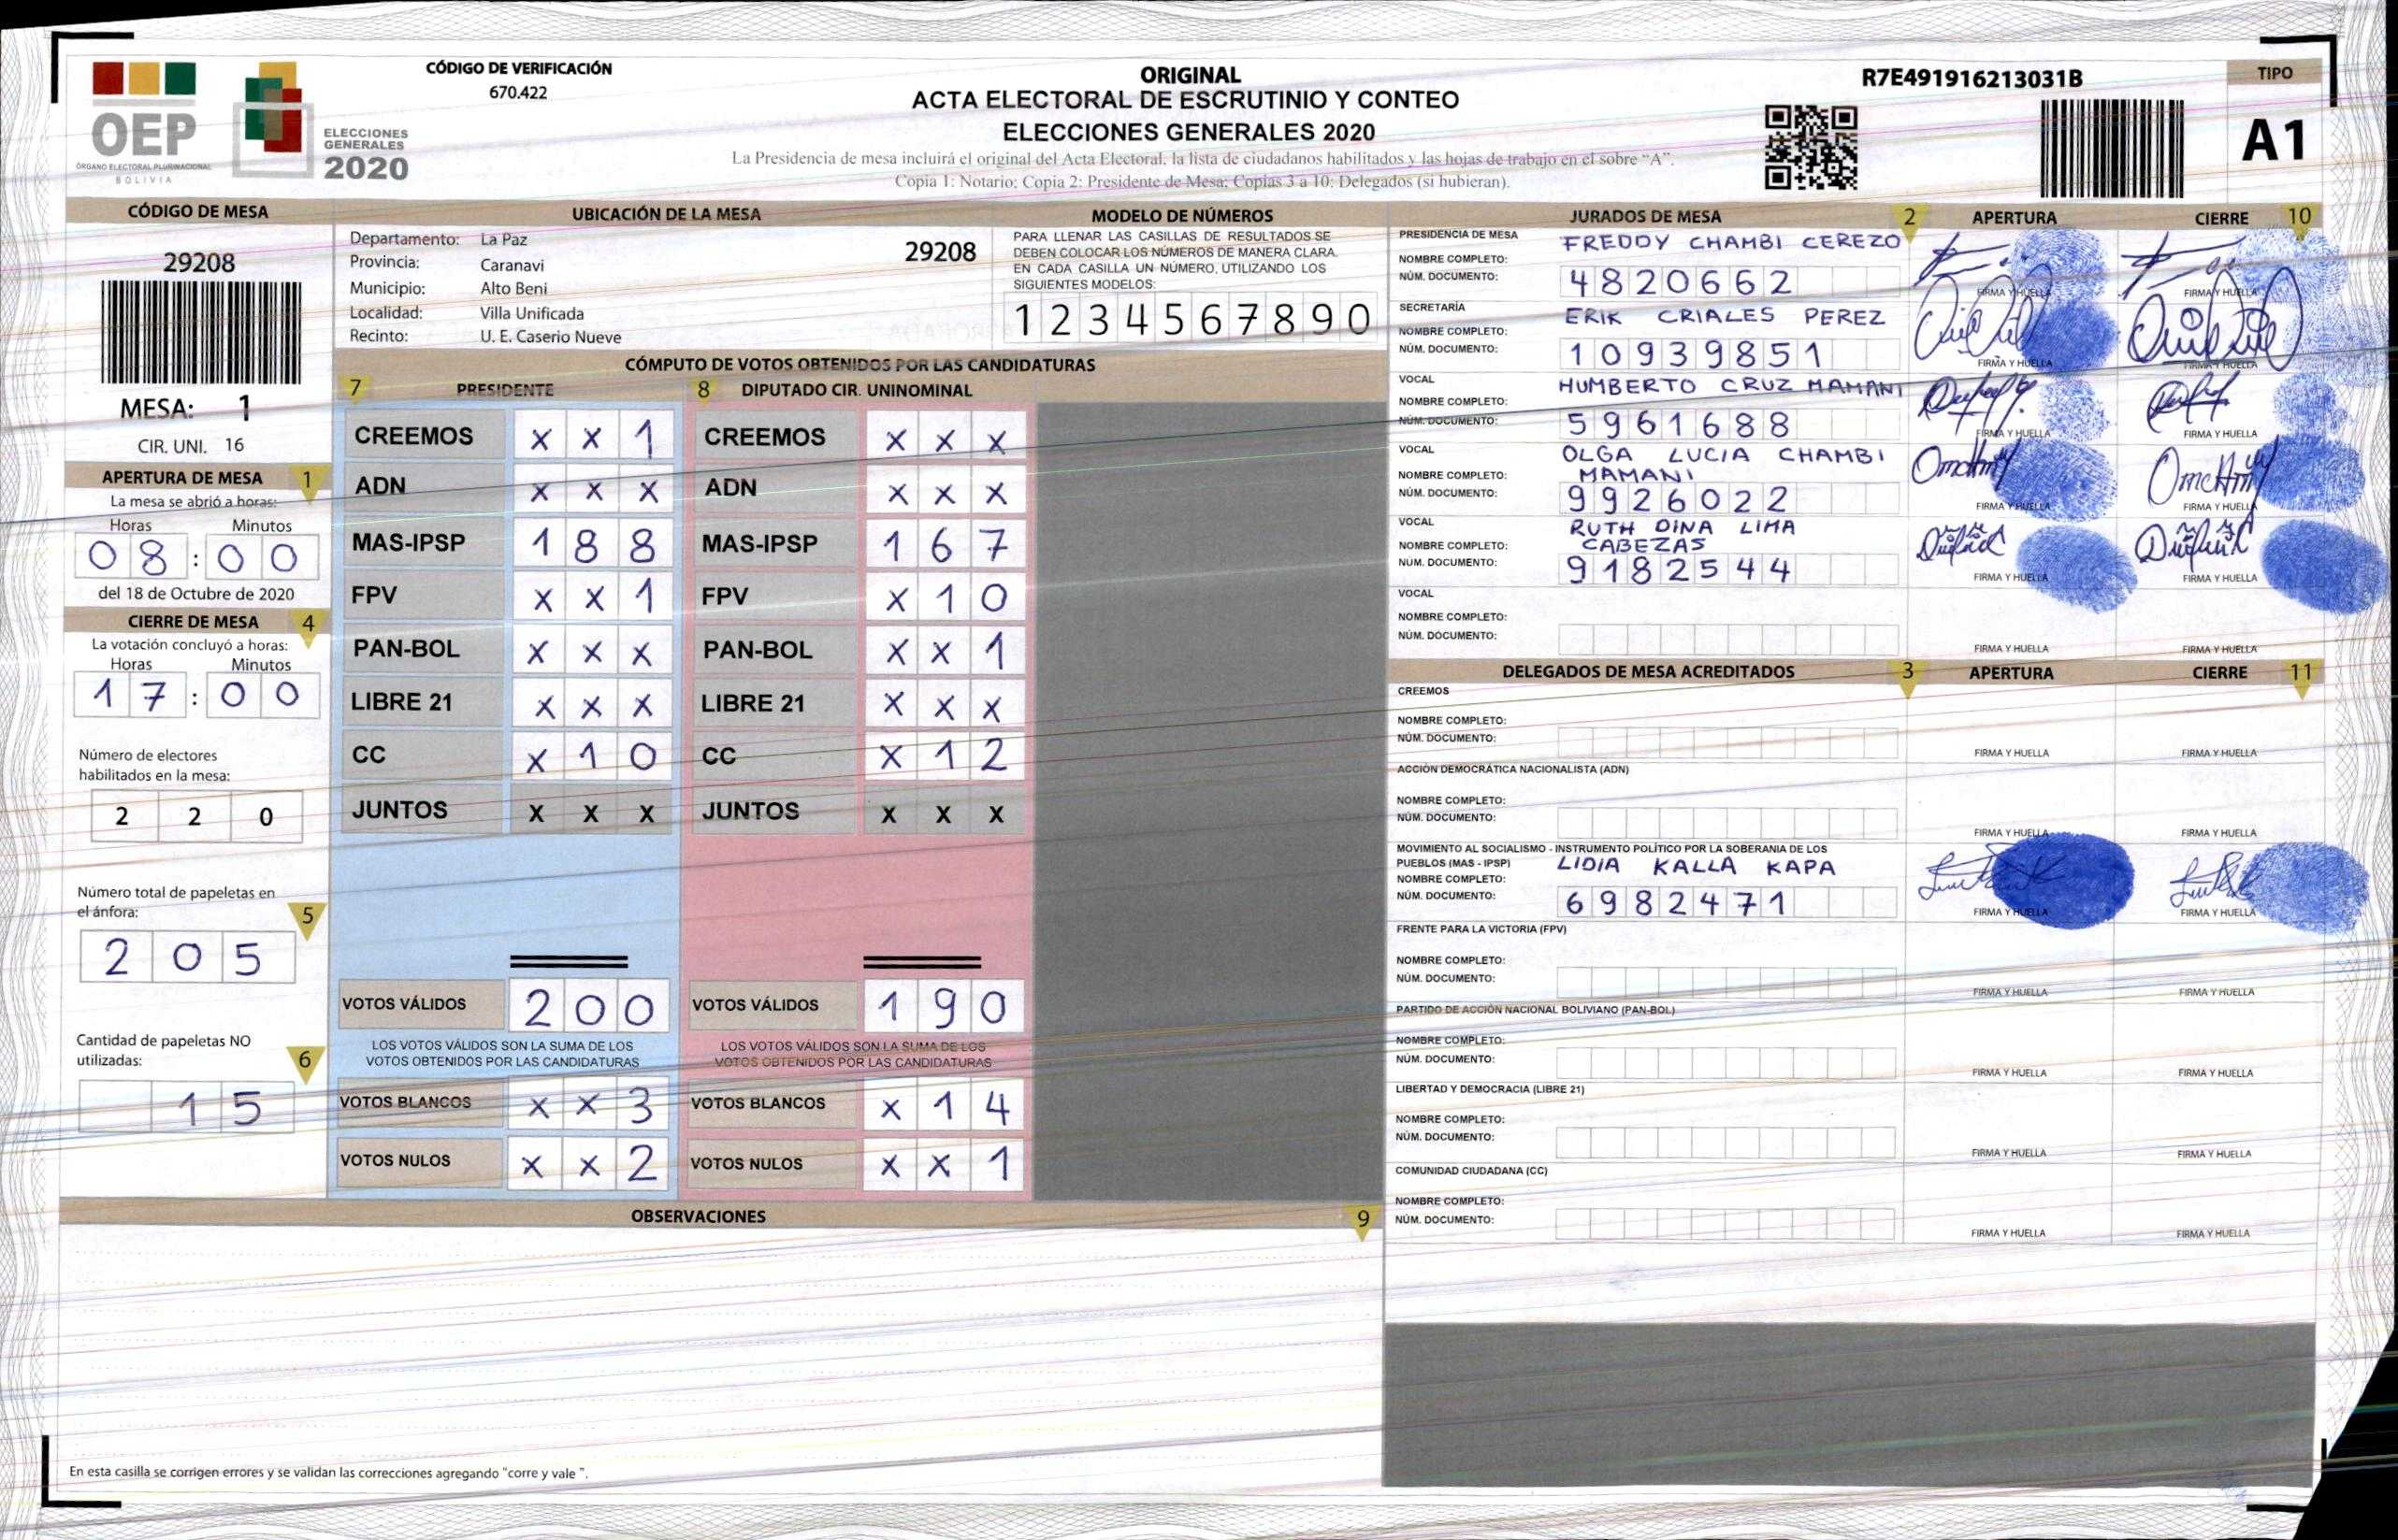 OEP
ÓRGANO ELECTORAL PLURINACIONAL
BOLIVIA
ELECCIONES
GENERALES
2020
CÓDIGO DE VERIFICACIÓN
670.422
ORIGINAL
ACTA ELECTORAL DE ESCRUTINIO Y CONTEO
ELECCIONES GENERALES 2020
La Presidencia de mesa incluirá el original del Acta Electoral, la lista de ciudadanos habilitados y las hojas de trabajo en el sobre “A”.
Copia 1: Notario; Copia 2: Presidente de Mesa; Copias 3 a 10: Delegados (si hubieran).
R7E491916213031B
TIPO
A1
CÓDIGO DE MESA
29208
MESA: 1
CIR. UNI. 16
APERTURA DE MESA 1
La mesa se abrió a horas:
Horas Minutos
08 : 00
del 18 de Octubre de 2020
CIERRE DE MESA 4
La votación concluyó a horas:
Horas Minutos
17 : 00
Número de electores
habilitados en la mesa:
2 2 0
Número total de papeletas en
el ánfora: 5
2 0 5
Cantidad de papeletas NO
utilizadas: 6
1 5
UBICACIÓN DE LA MESA
Departamento: La Paz 29208
Provincia: Caranavi
Municipio: Alto Beni
Localidad: Villa Unificada
Recinto: U. E. Caserio Nueve
MODELO DE NÚMEROS
PARA LLENAR LAS CASILLAS DE RESULTADOS SE
DEBEN COLOCAR LOS NÚMEROS DE MANERA CLARA.
EN CADA CASILLA UN NÚMERO, UTILIZANDO LOS
SIGUIENTES MODELOS:
1 2 3 4 5 6 7 8 9 0
CÓMPUTO DE VOTOS OBTENIDOS POR LAS CANDIDATURAS
7 PRESIDENTE 8 DIPUTADO CIR. UNINOMINAL
CREEMOS X X 1 CREEMOS X X X
ADN X X X ADN X X X
MAS-IPSP 1 8 8 MAS-IPSP 1 6 7
FPV X X 1 FPV X 1 0
PAN-BOL X X X PAN-BOL X X 1
LIBRE 21 X X X LIBRE 21 X X X
CC X 1 0 CC X 1 2
JUNTOS X X X JUNTOS X X X
VOTOS VÁLIDOS 2 0 0 VOTOS VÁLIDOS 1 9 0
LOS VOTOS VÁLIDOS SON LA SUMA DE LOS LOS VOTOS VÁLIDOS SON LA SUMA DE LOS
VOTOS OBTENIDOS POR LAS CANDIDATURAS VOTOS OBTENIDOS POR LAS CANDIDATURAS
VOTOS BLANCOS X X 3 VOTOS BLANCOS X 1 4
VOTOS NULOS X X 2 VOTOS NULOS X X 1
OBSERVACIONES 9
En esta casilla se corrigen errores y se validan las correcciones agregando "corre y vale ".
JURADOS DE MESA 2 APERTURA CIERRE 10
PRESIDENCIA DE MESA
NOMBRE COMPLETO: FREDDY CHAMBI CEREZO
NÚM. DOCUMENTO: 4820662
FIRMA Y HUELLA FIRMA Y HUELLA
SECRETARÍA
NOMBRE COMPLETO: ERIK CRIALES PEREZ
NÚM. DOCUMENTO: 10939851
FIRMA Y HUELLA FIRMA Y HUELLA
VOCAL
NOMBRE COMPLETO: HUMBERTO CRUZ MAMANI
NÚM. DOCUMENTO: 5961688
FIRMA Y HUELLA FIRMA Y HUELLA
VOCAL
NOMBRE COMPLETO: OLGA LUCIA CHAMBI
MAMANI
NÚM. DOCUMENTO: 9926022
FIRMA Y HUELLA FIRMA Y HUELLA
VOCAL
NOMBRE COMPLETO: RUTH DINA LIMA
CABEZAS
NÚM. DOCUMENTO: 9182544
FIRMA Y HUELLA FIRMA Y HUELLA
VOCAL
NOMBRE COMPLETO:
NÚM. DOCUMENTO:
FIRMA Y HUELLA FIRMA Y HUELLA
DELEGADOS DE MESA ACREDITADOS 3 APERTURA CIERRE 11
CREEMOS
NOMBRE COMPLETO:
NÚM. DOCUMENTO:
FIRMA Y HUELLA FIRMA Y HUELLA
ACCIÓN DEMOCRÁTICA NACIONALISTA (ADN)
NOMBRE COMPLETO:
NÚM. DOCUMENTO:
FIRMA Y HUELLA FIRMA Y HUELLA
MOVIMIENTO AL SOCIALISMO - INSTRUMENTO POLÍTICO POR LA SOBERANIA DE LOS
PUEBLOS (MAS - IPSP)
NOMBRE COMPLETO: LIDIA KALLA KAPA
NÚM. DOCUMENTO: 6982471
FIRMA Y HUELLA FIRMA Y HUELLA
FRENTE PARA LA VICTORIA (FPV)
NOMBRE COMPLETO:
NÚM. DOCUMENTO:
FIRMA Y HUELLA FIRMA Y HUELLA
PARTIDO DE ACCIÓN NACIONAL BOLIVIANO (PAN-BOL)
NOMBRE COMPLETO:
NÚM. DOCUMENTO:
FIRMA Y HUELLA FIRMA Y HUELLA
LIBERTAD Y DEMOCRACIA (LIBRE 21)
NOMBRE COMPLETO:
NÚM. DOCUMENTO:
FIRMA Y HUELLA FIRMA Y HUELLA
COMUNIDAD CIUDADANA (CC)
NOMBRE COMPLETO:
NÚM. DOCUMENTO:
FIRMA Y HUELLA FIRMA Y HUELLA